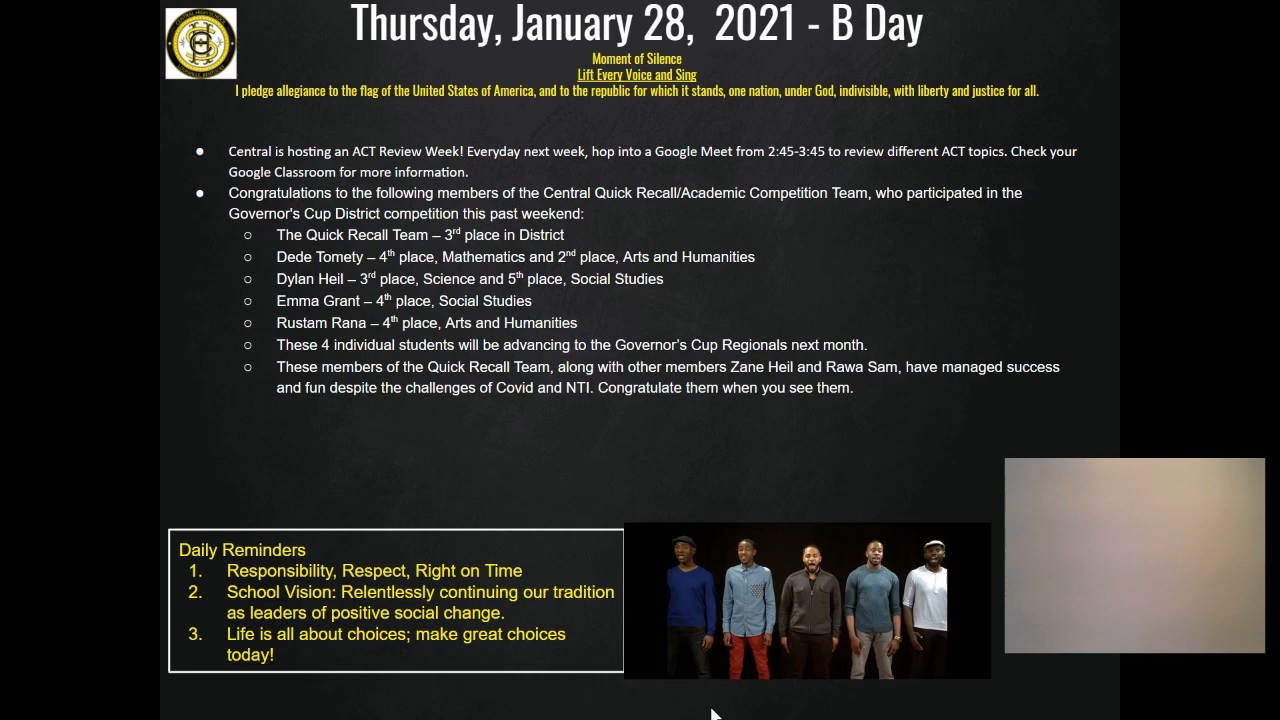 Thursday, January 28, 2021 - B Day
Moment of Silence
Lift Every Voice and Sing
I pledge allegiance to the flag of the United States of America, and to the republic for which it stands, one nation, under God, indivisible, with liberty and justice for all.
● Central is hosting an ACT Review Week! Everyday next week, hop into a Google Meet from 2:45-3:45 to review different ACT topics. Check your
Google Classroom for more information.
● Congratulations to the following members of the Central Quick Recall/Academic Competition Team, who participated in the
Governor's Cup District competition this past weekend:
○ The Quick Recall Team – 3rd place in District
○ Dede Tomety – 4th place, Mathematics and 2nd place, Arts and Humanities
○ Dylan Heil – 3rd place, Science and 5th place, Social Studies
○ Emma Grant – 4th place, Social Studies
○ Rustam Rana – 4th place, Arts and Humanities
○ These 4 individual students will be advancing to the Governor's Cup Regionals next month.
○ These members of the Quick Recall Team, along with other members Zane Heil and Rawa Sam, have managed success
and fun despite the challenges of Covid and NTI. Congratulate them when you see them.
Daily Reminders
1. Responsibility, Respect, Right on Time
2. School Vision: Relentlessly continuing our tradition
as leaders of positive social change.
3. Life is all about choices; make great choices
today!